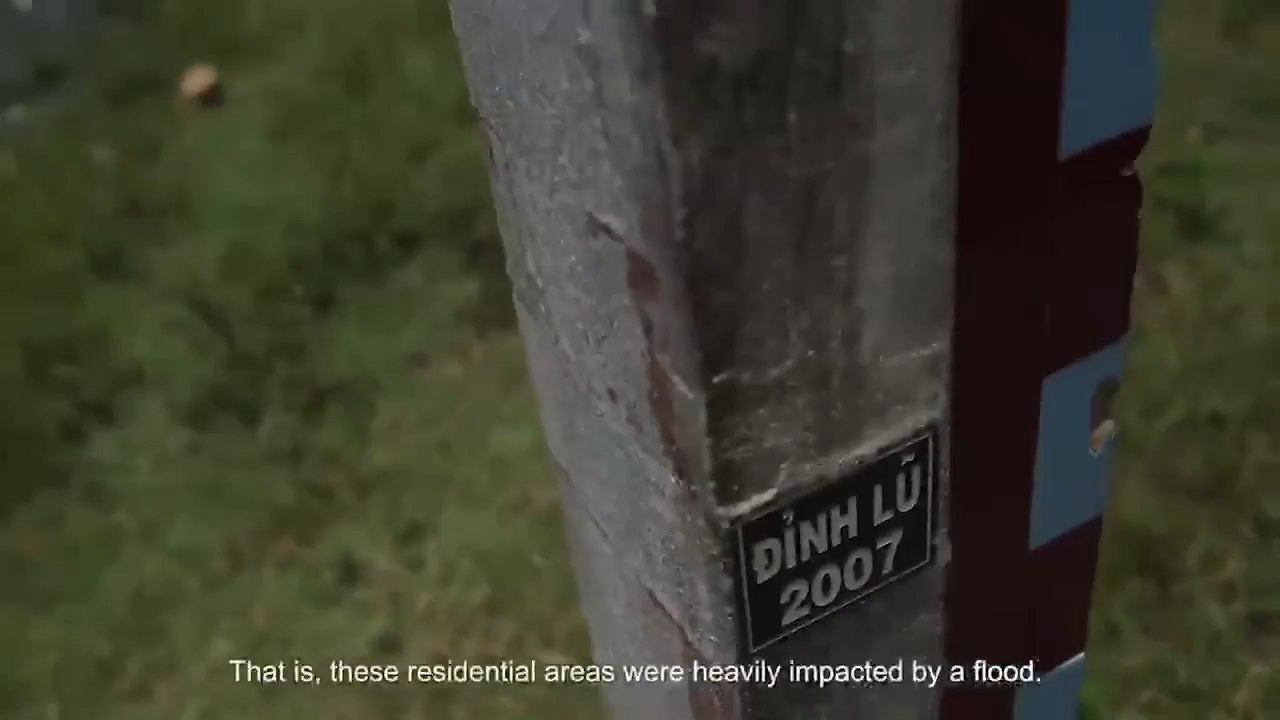 ĐỈNH LŨ
2007
That is, these residential areas were heavily impacted by a flood.